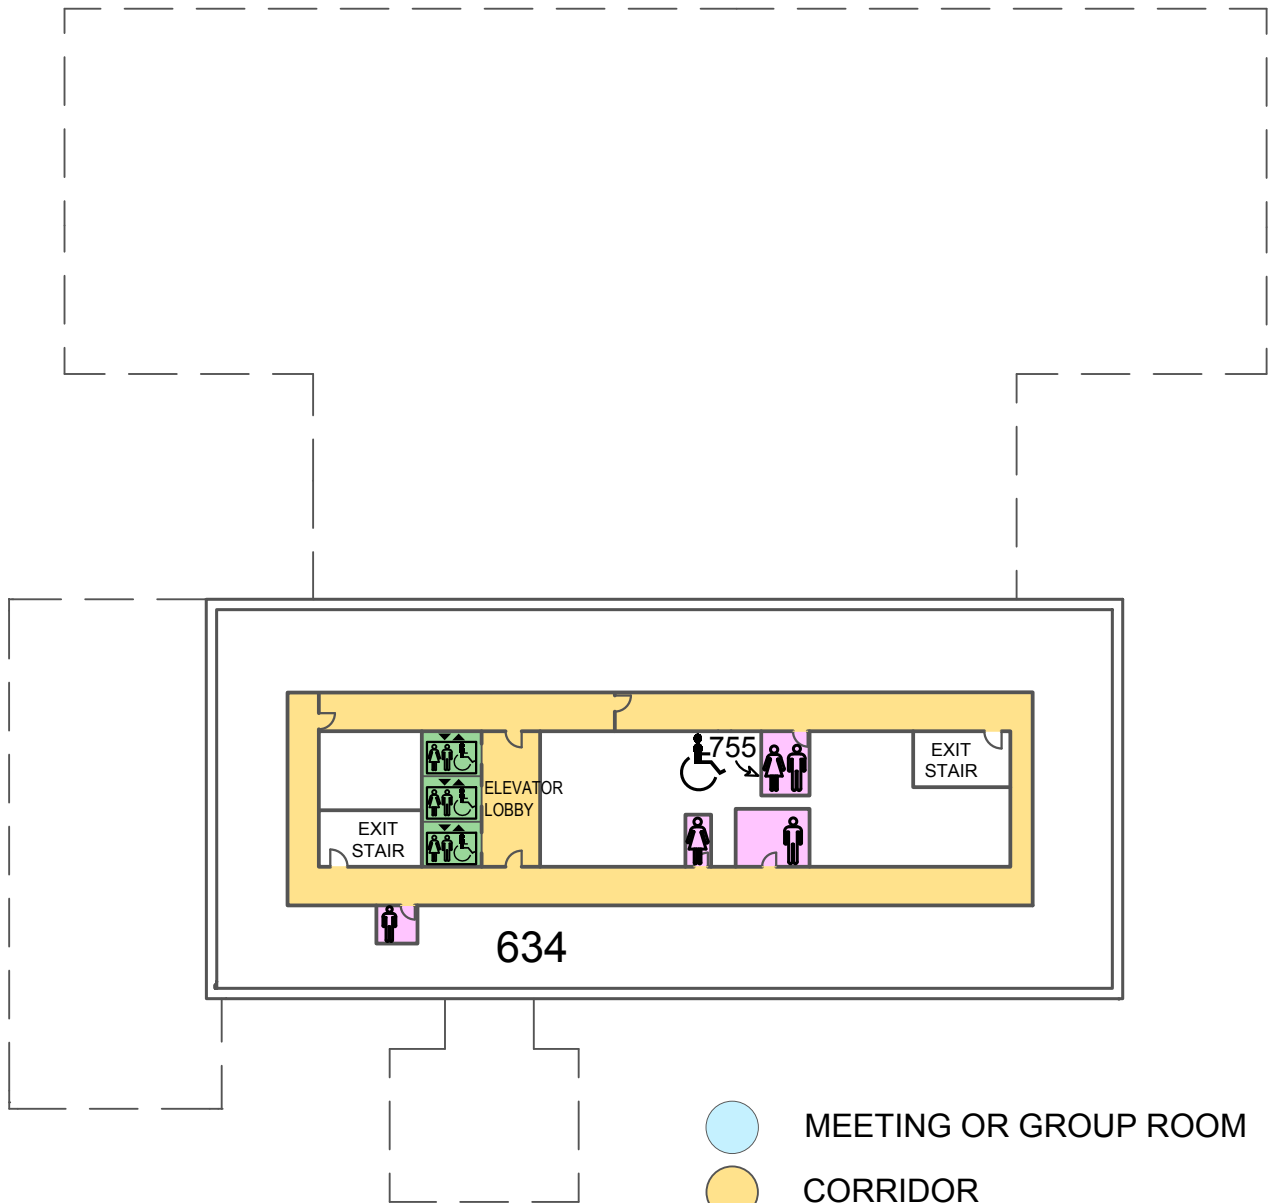 755
EXIT
STAIR
ELEVATOR
LOBBY
EXIT
STAIR
634
MEETING OR GROUP ROOM
CORRIDOR